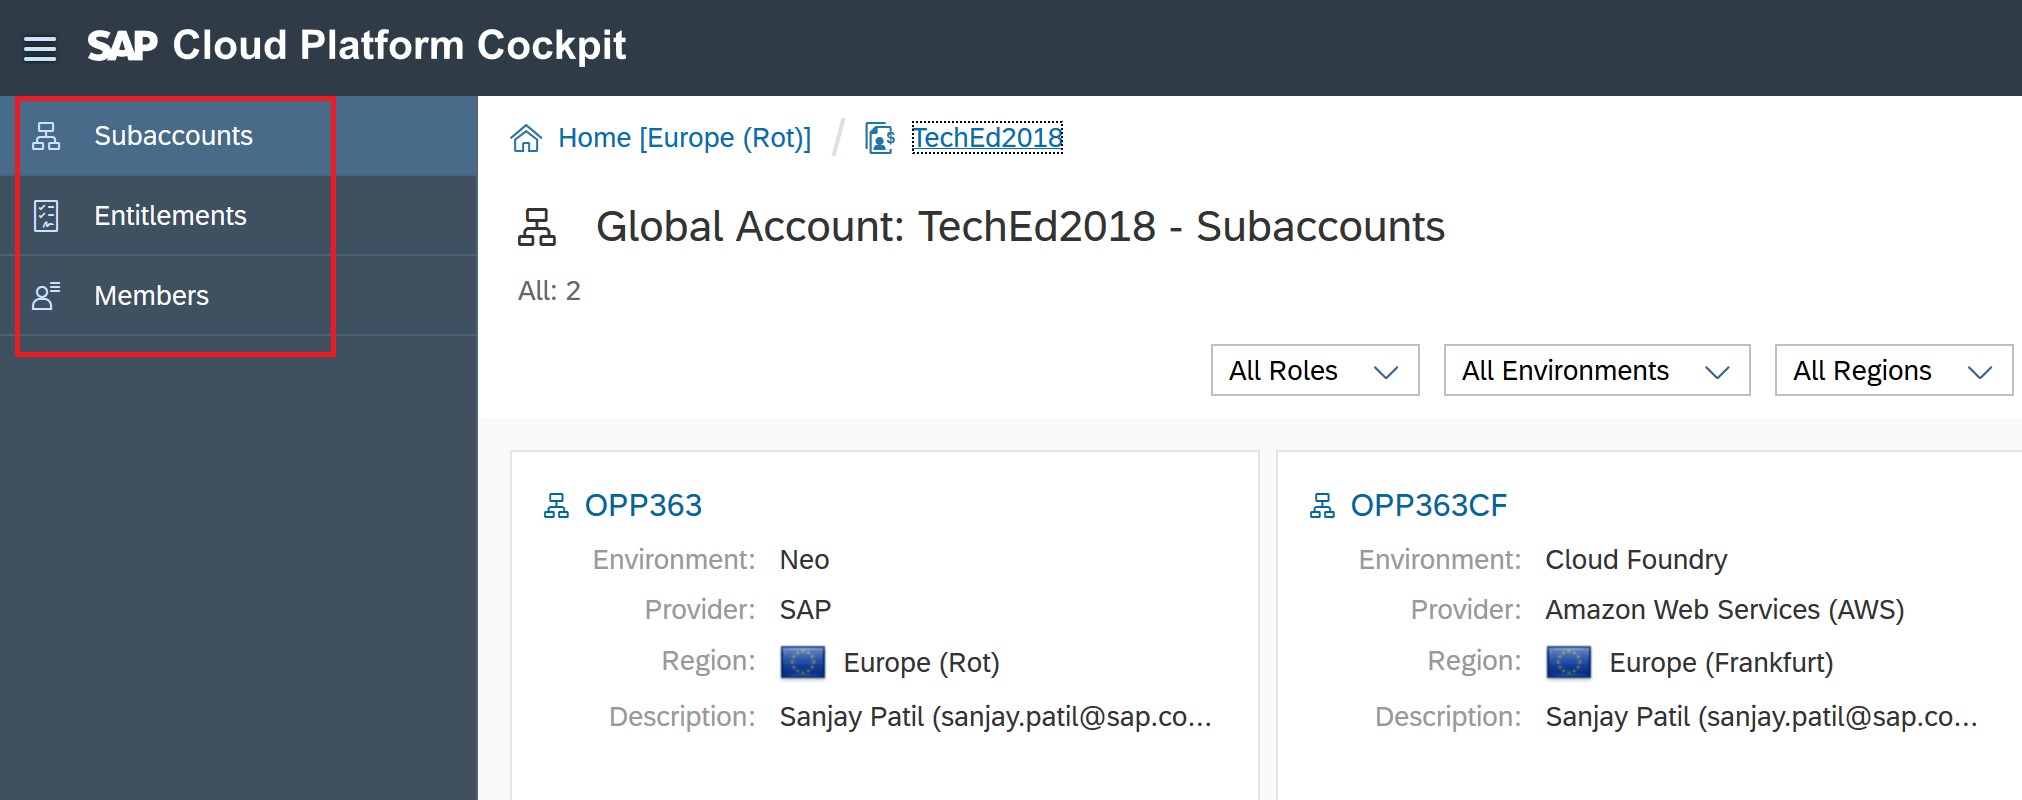 SAP Cloud Platform Cockpit
Subaccounts
Entitlements
Members
Home [Europe (Rot)] / TechEd2018
Global Account: TechEd2018 - Subaccounts
All: 2
All Roles
All Environments
All Regions
OPP363
Environment: Neo
Provider: SAP
Region: Europe (Rot)
Description: Sanjay Patil (sanjay.patil@sap.co...
OPP363CF
Environment: Cloud Foundry
Provider: Amazon Web Services (AWS)
Region: Europe (Frankfurt)
Description: Sanjay Patil (sanjay.patil@sap.co...